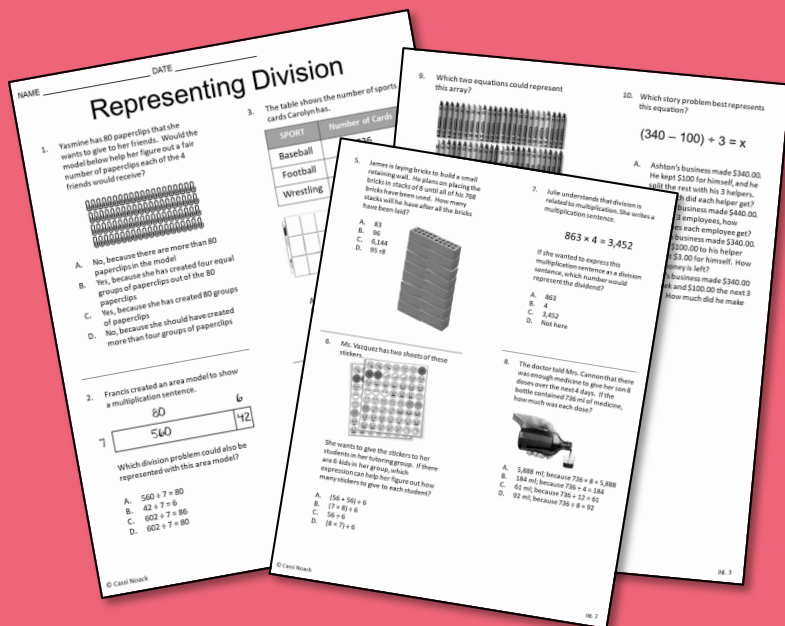 NAME
DATE
Representing Division
1. Yasmine has 80 paperclips that she
wants to give to her friends. Would the
model below help her figure out a fair
number of paperclips each of the 4
friends would receive?
A. No, because there are more than 80
paperclips in the model
B. Yes, because she has created four equal
groups of paperclips out of the 80
paperclips
C. Yes, because she has created 80 groups
of paperclips
D. No, because she should have created
more than four groups of paperclips
2. Francis created an area model to show
a multiplication sentence.
80 6
7 560 42
Which division problem could also be
represented with this area model?
A. 560 ÷ 7 = 80
B. 42 ÷ 7 = 6
C. 602 ÷ 7 = 86
D. 602 ÷ 7 = 80
© Cassi Noack
3. The table shows the number of sports
cards Carolyn has.
SPORT Number of Cards
Baseball
Football
Wrestling
5. James is laying bricks to build a small
retaining wall. He plans on placing the
bricks in stacks of 8 until all of his 768
bricks have been used. How many
stacks will he have after all the bricks
have been laid?
A. 83
B. 96
C. 6,144
D. 95 r8
6. Ms. Vazquez has two sheets of these
stickers.
She wants to give the stickers to her
students in her tutoring group. If there
are 6 kids in her group, which
expression can help her figure out how
many stickers to give to each student?
A. (56 + 56) ÷ 6
B. (7 × 8) ÷ 6
C. 56 ÷ 6
D. (8 × 7) ÷ 6
© Cassi Noack
7. Julie understands that division is
related to multiplication. She writes a
multiplication sentence.
863 × 4 = 3,452
If she wanted to express this
multiplication sentence as a division
sentence, which number would
represent the dividend?
A. 863
B. 4
C. 3,452
D. Not here
8. The doctor told Mrs. Cannon that there
was enough medicine to give her son 8
doses over the next 4 days. If the
bottle contained 736 ml of medicine,
how much was each dose?
A. 5,888 ml; because 736 × 8 = 5,888
B. 184 ml; because 736 ÷ 4 = 184
C. 61 ml; because 736 ÷ 12 = 61
D. 92 ml; because 736 ÷ 8 = 92
pg. 2
9. Which two equations could represent
this array?
10. Which story problem best represents
this equation?
(340 – 100) ÷ 3 = x
A. Ashton's business made $340.00.
He kept $100 for himself, and he
split the rest with his 3 helpers.
did each helper get?
business made $440.00.
3 employees, how
each employee get?
business made $340.00.
$100.00 to his helper
$3.00 for himself. How
is left?
business made $340.00
and $100.00 the next 3
How much did he make
pg. 3